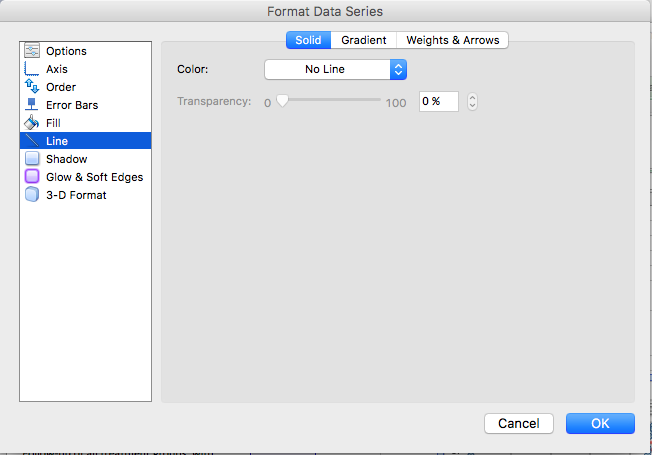 Format Data Series
Solid Gradient Weights & Arrows
Options
Axis
Order
Error Bars
Fill
Line
Shadow
Glow & Soft Edges
3-D Format
Color: No Line
Transparency: 0 100 0 %
Cancel OK